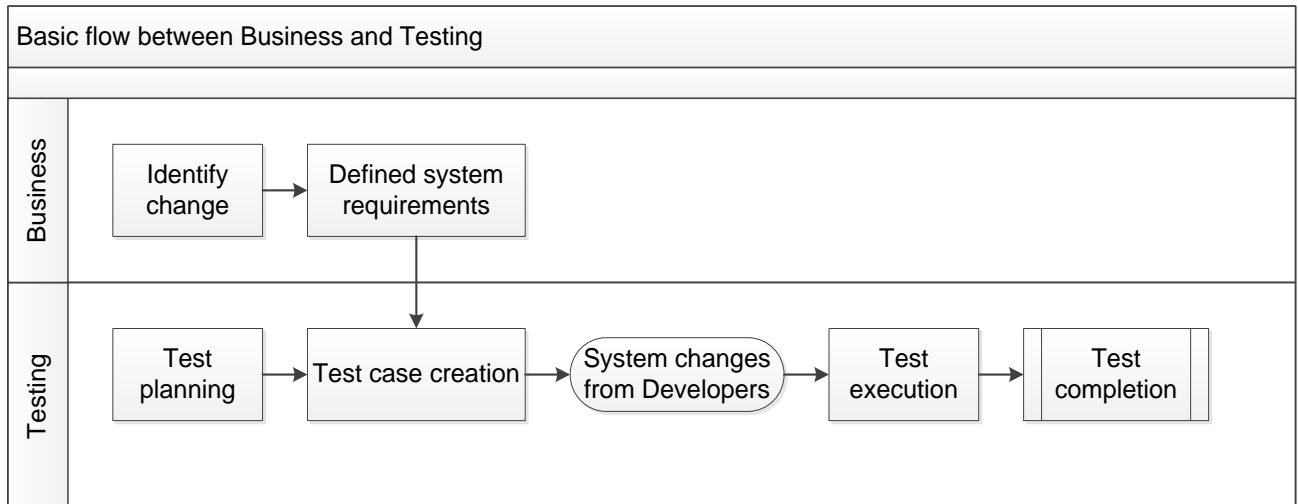 Basic flow between Business and Testing
Business
Identify
change
Defined system
requirements
Testing
Test
planning
Test case creation
System changes
from Developers
Test
execution
Test
completion